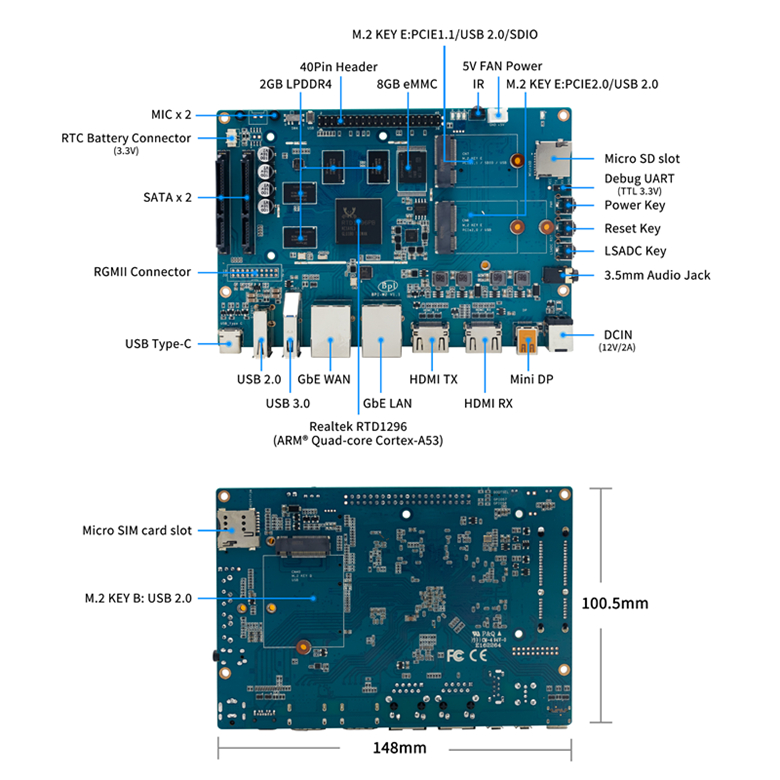 M.2 KEY E:PCIE1.1/USB 2.0/SDIO
40Pin Header
5V FAN Power
2GB LPDDR4
8GB eMMC
IR
M.2 KEY E:PCIE2.0/USB 2.0
MIC x 2
RTC Battery Connector
(3.3V)
Micro SD slot
Debug UART
(TTL 3.3V)
SATA x 2
Power Key
Reset Key
LSADC Key
RGMII Connector
3.5mm Audio Jack
BPI
USB Type-C
DCIN
(12V/2A)
USB 2.0
GbE WAN
HDMI TX
Mini DP
USB 3.0
GbE LAN
HDMI RX
Realtek RTD1296
(ARM® Quad-core Cortex-A53)
Micro SIM card slot
M.2 KEY B: USB 2.0
100.5mm
E162264
FC CE
148mm